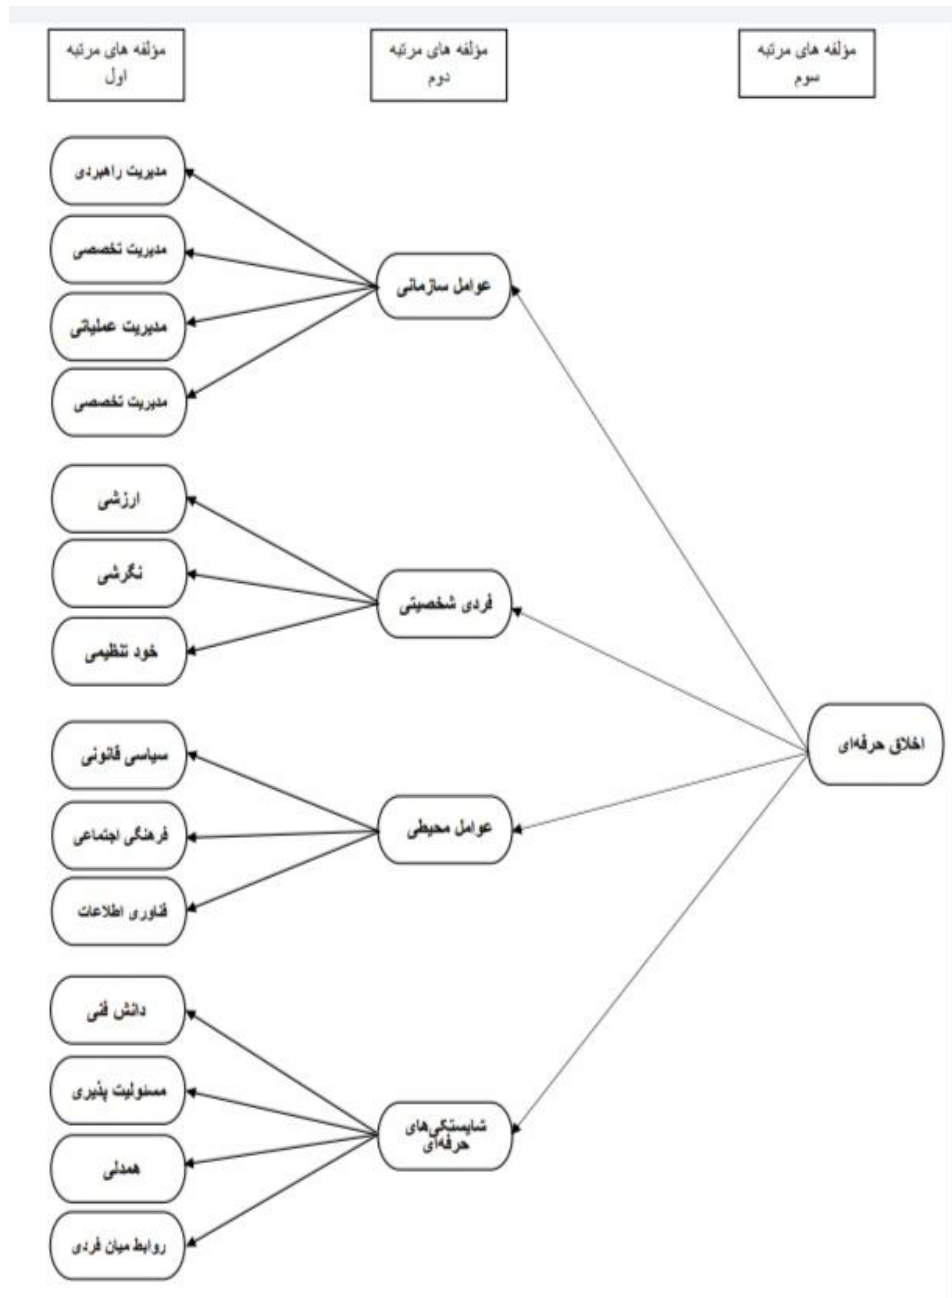 مؤلفه های مرتبه
سوم
مؤلفه های مرتبه
دوم
مؤلفه های مرتبه
اول
اخلاق حرفه‌ای
عوامل سازمانی
مدیریت راهبردی
مدیریت تخصصی
مدیریت عملیاتی
مدیریت تخصصی
فردی شخصیتی
ارزشی
نگرشی
خود تنظیمی
عوامل محیطی
سیاسی قانونی
فرهنگی اجتماعی
فناوری اطلاعات
شایستگی‌های
حرفه‌ای
دانش فنی
مسئولیت پذیری
همدلی
روابط میان فردی